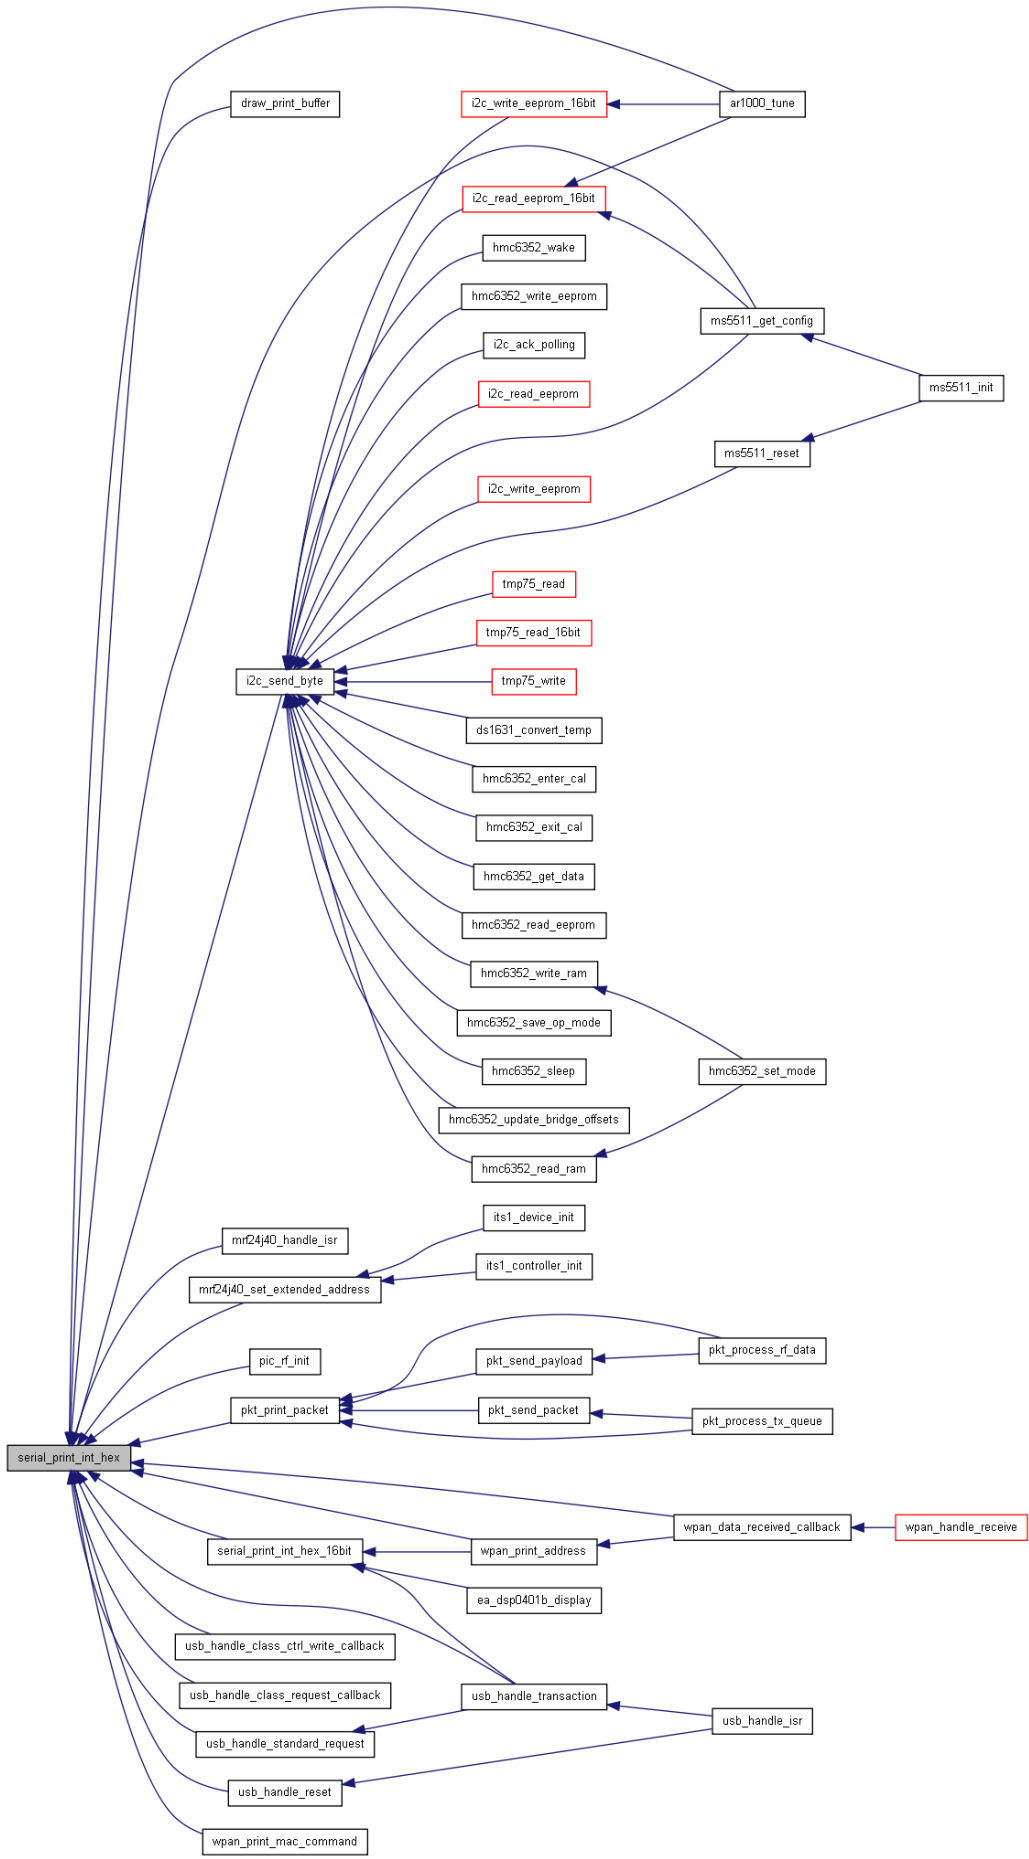 draw_print_buffer
i2c_write_eeprom_16bit
ar1000_tune
i2c_read_eeprom_16bit
hmc6352_wake
hmc6352_write_eeprom
ms5511_get_config
i2c_ack_polling
ms5511_init
i2c_read_eeprom
ms5511_reset
i2c_write_eeprom
tmp75_read
tmp75_read_16bit
i2c_send_byte
tmp75_write
ds1631_convert_temp
hmc6352_enter_cal
hmc6352_exit_cal
hmc6352_get_data
hmc6352_read_eeprom
hmc6352_write_ram
hmc6352_save_op_mode
hmc6352_sleep
hmc6352_set_mode
hmc6352_update_bridge_offsets
hmc6352_read_ram
its1_device_init
mrf24j40_handle_isr
its1_controller_init
mrf24j40_set_extended_address
pkt_process_rf_data
pic_rf_init
pkt_send_payload
pkt_print_packet
pkt_send_packet
pkt_process_tx_queue
serial_print_int_hex
wpan_data_received_callback
wpan_handle_receive
serial_print_int_hex_16bit
wpan_print_address
ea_dsp0401b_display
usb_handle_class_ctrl_write_callback
usb_handle_class_request_callback
usb_handle_transaction
usb_handle_isr
usb_handle_standard_request
usb_handle_reset
wpan_print_mac_command